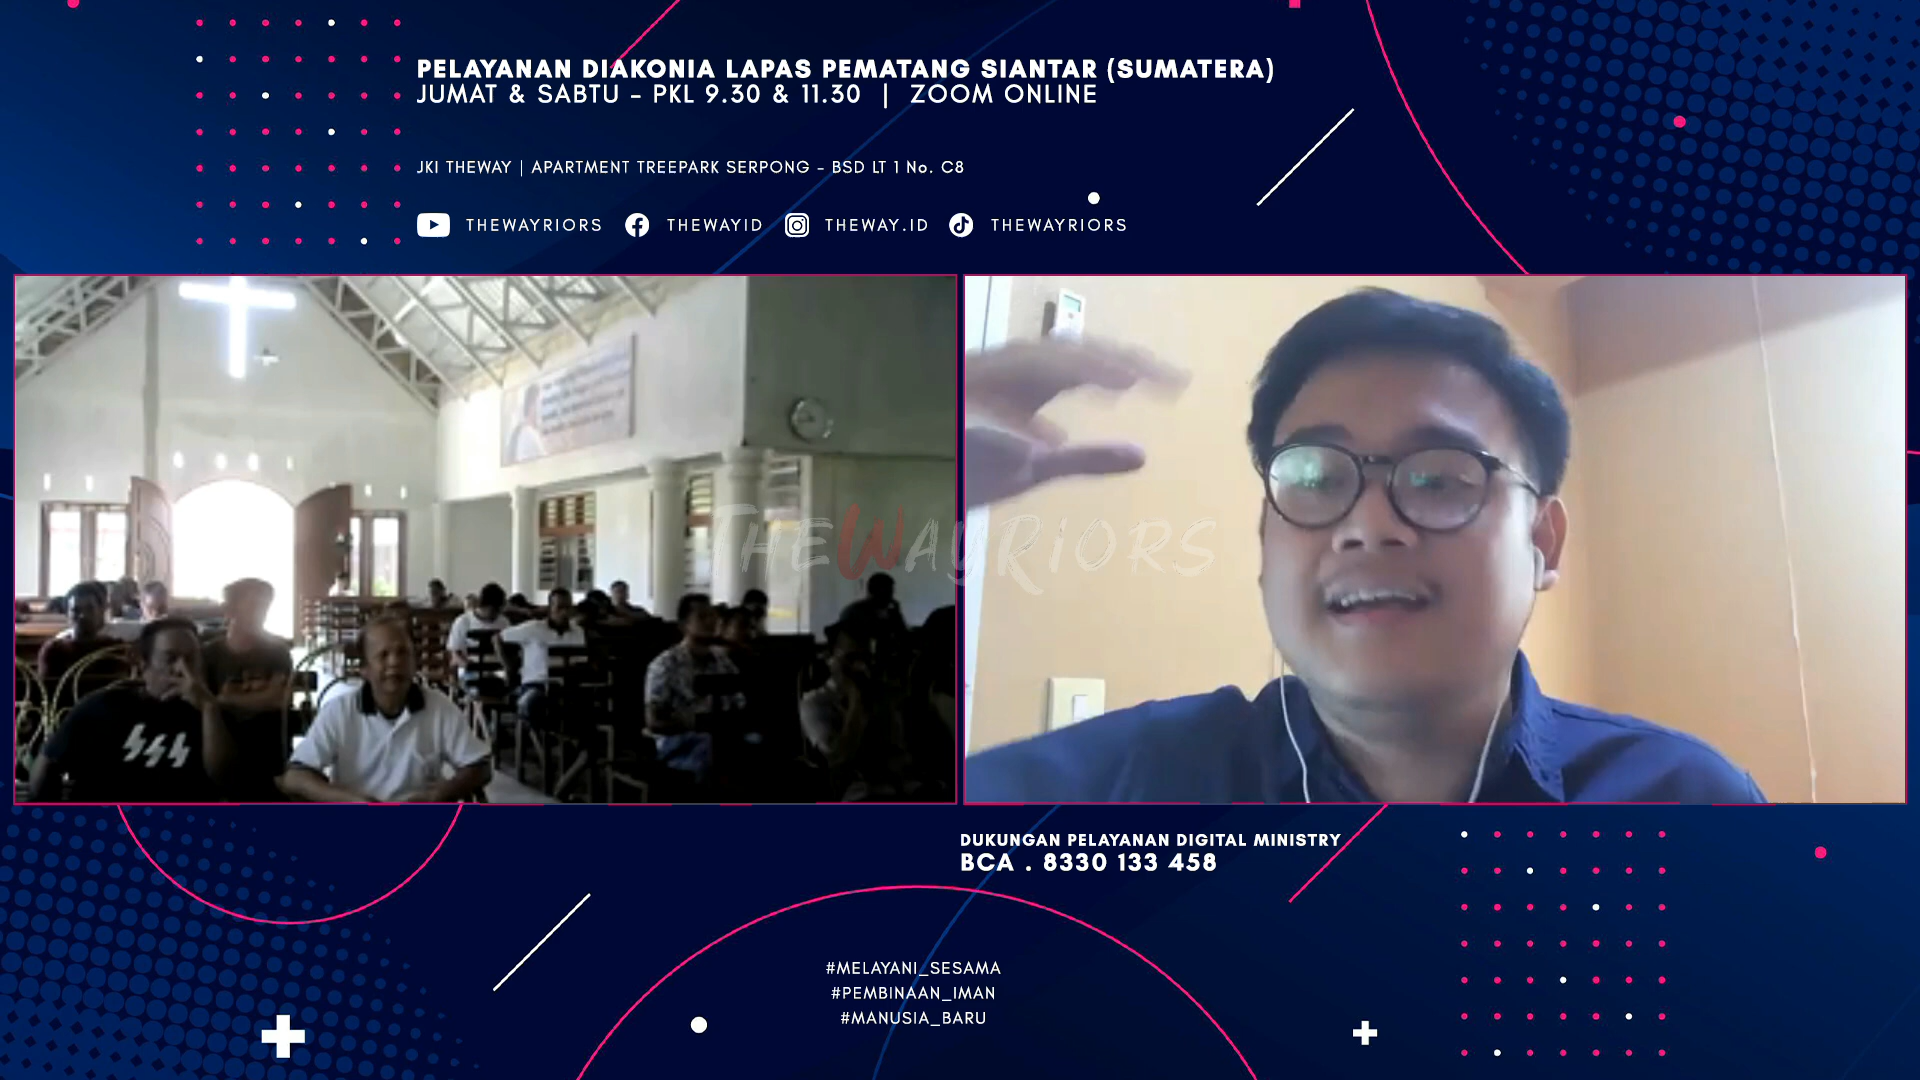 PELAYANAN DIAKONIA LAPAS PEMATANG SIANTAR (SUMATERA)
JUMAT & SABTU - PKL 9.30 & 11.30 | ZOOM ONLINE
JKI THEWAY | APARTMENT TREEPARK SERPONG - BSD LT 1 No. C8
THEWAYRIORS THEWAYID THEWAY.ID THEWAYRIORS
THEWAYRIORS
DUKUNGAN PELAYANAN DIGITAL MINISTRY
BCA . 8330 133 458
#MELAYANI_SESAMA
#PEMBINAAN_IMAN
#MANUSIA_BARU